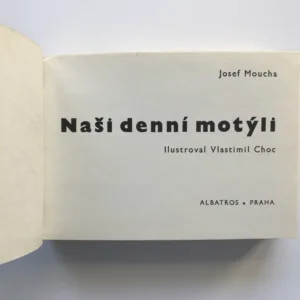 Josef Moucha
Naši denní motýli
Ilustroval Vlastimil Choc
ALBATROS • PRAHA